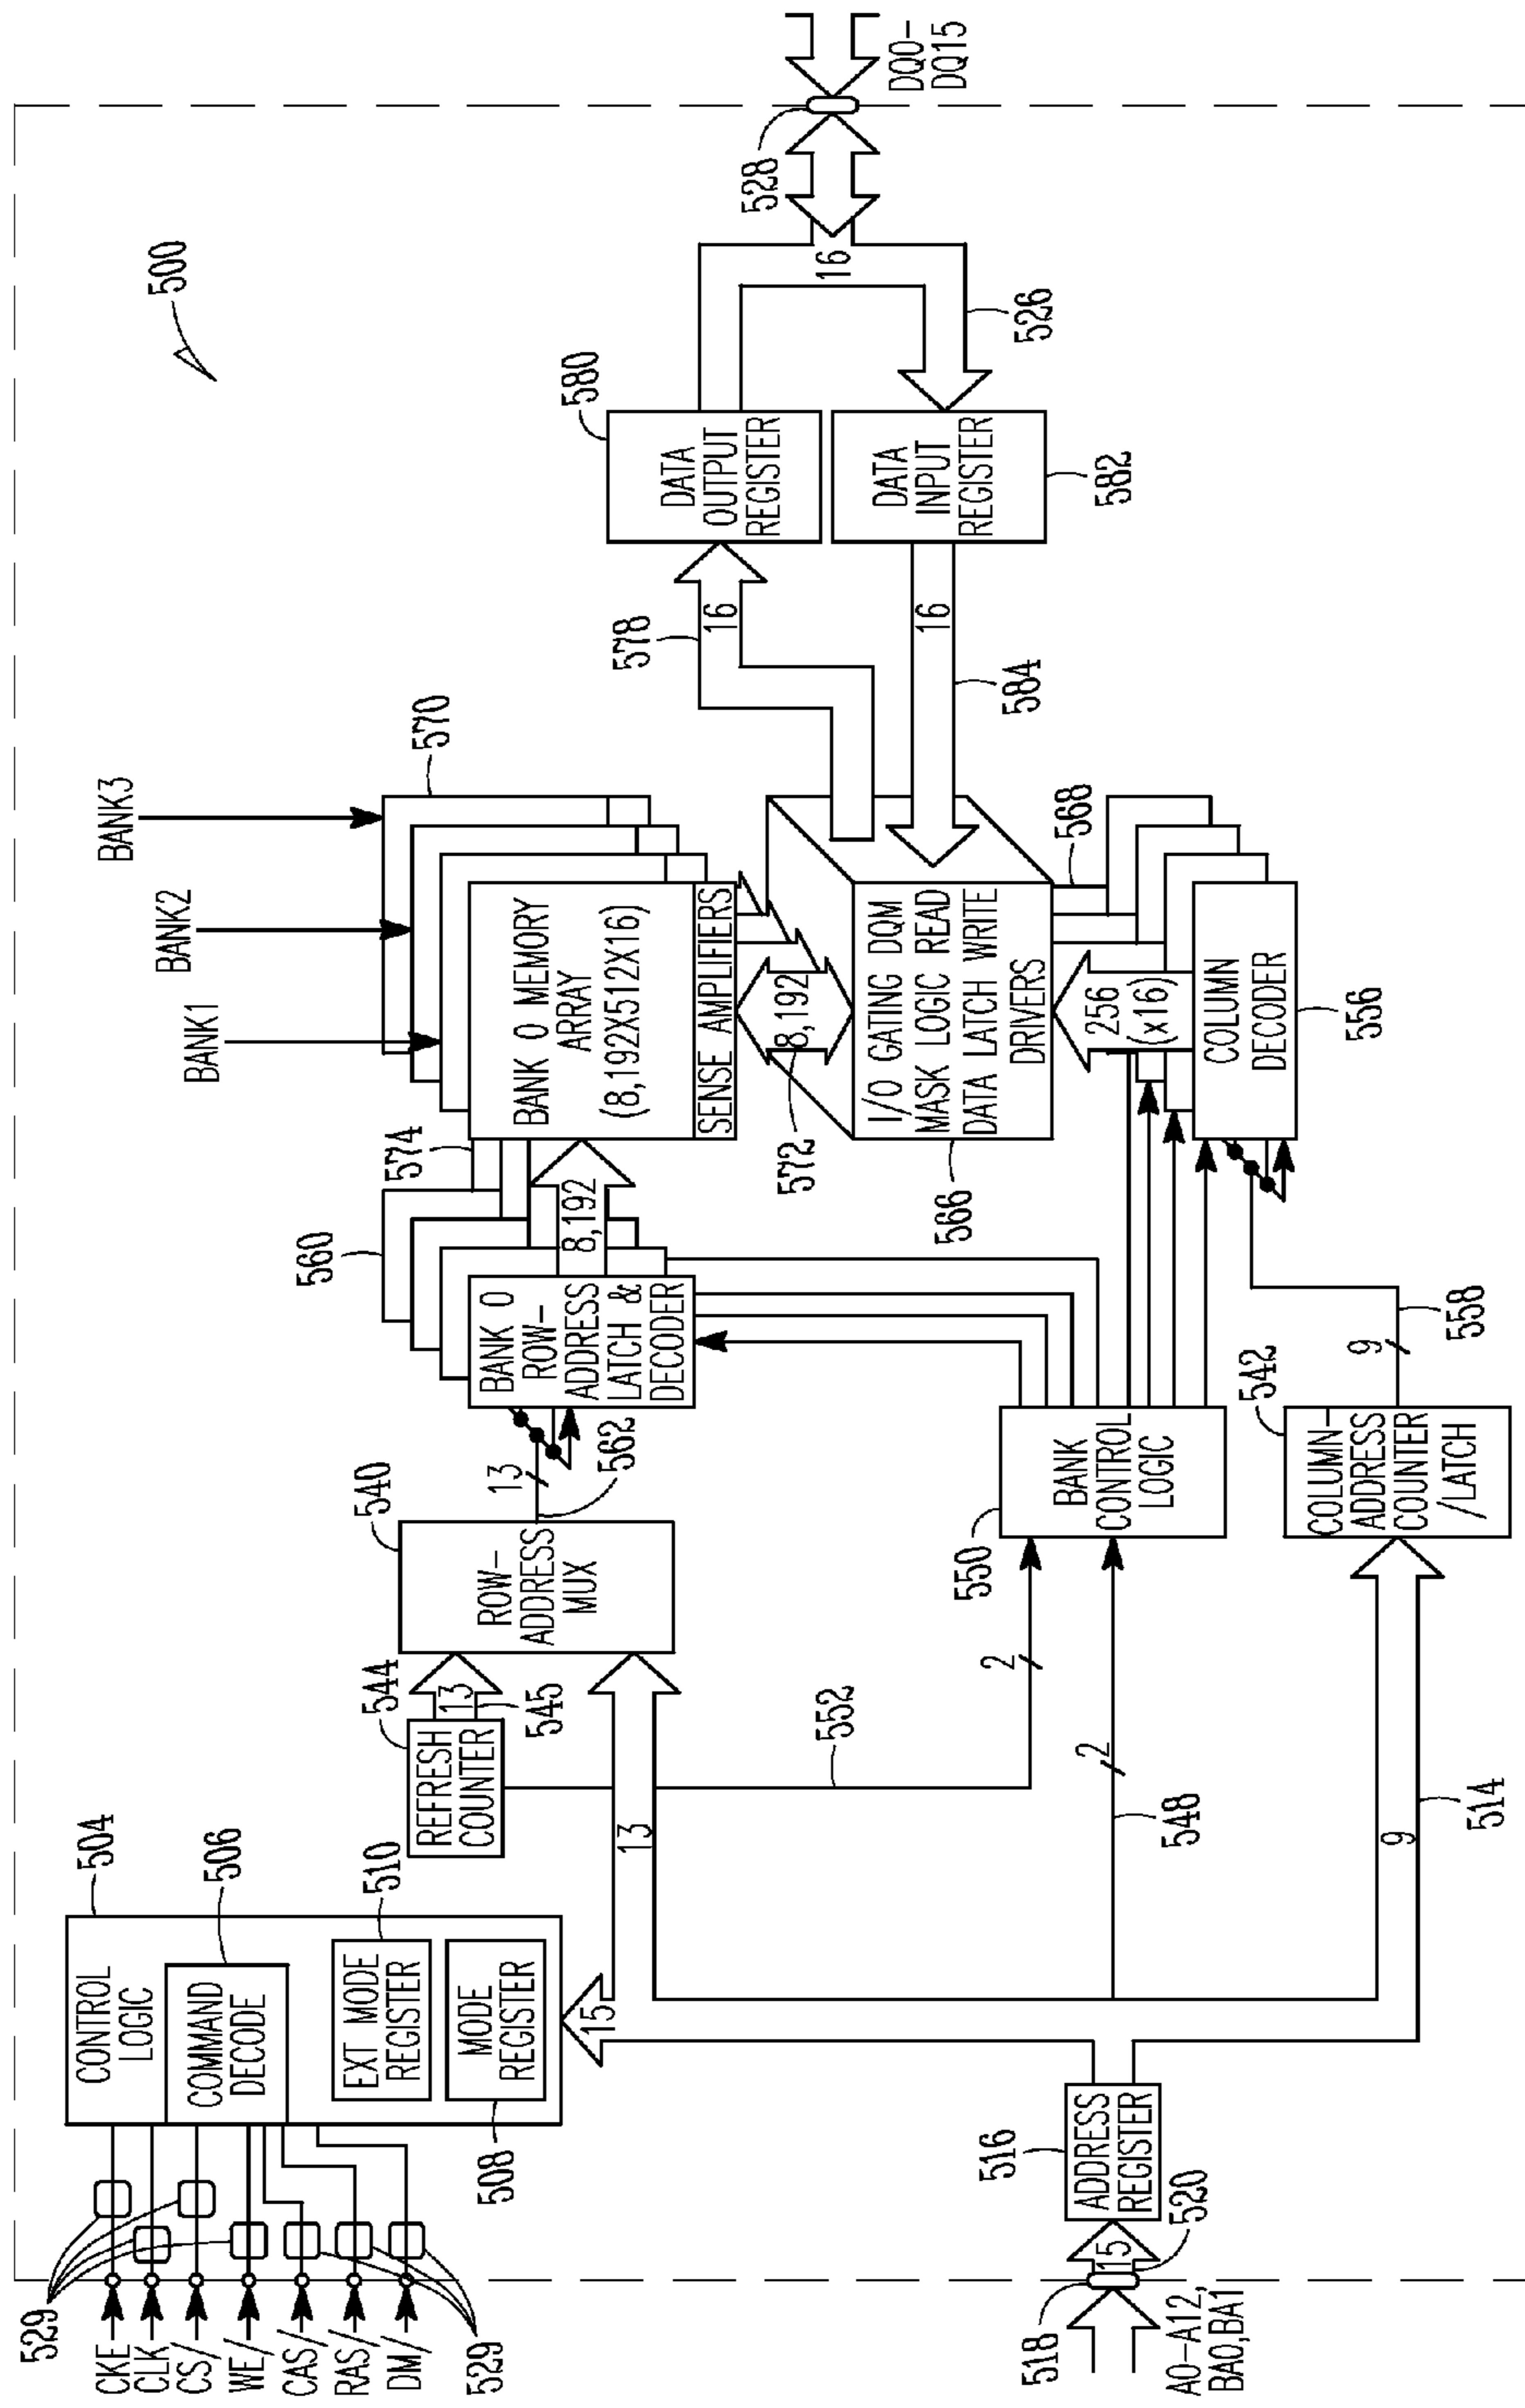 500
529
CKE
CLK
CS/
WE/
CAS/
RAS/
DM/
529
504
CONTROL
LOGIC
506
COMMAND
DECODE
510
EXT MODE
REGISTER
MODE
REGISTER
508
15
518
A0-A12,
BA0,BA1
15
520
516
ADDRESS
REGISTER
544
REFRESH
COUNTER
13
545
13
552
2
548
2
9
514
540
ROW-
ADDRESS
MUX
13
562
550
BANK
CONTROL
LOGIC
542
COLUMN-
ADDRESS
COUNTER
/LATCH
9
558
560
BANK 0
ROW-
ADDRESS
LATCH &
DECODER
8,192
574
BANK1
BANK2
BANK3
570
BANK 0 MEMORY
ARRAY
(8,192X512X16)
SENSE AMPLIFIERS
8,192
572
566
I/O GATING DQM
MASK LOGIC READ
DATA LATCH WRITE
DRIVERS
568
256
(x16)
COLUMN
DECODER
556
578
16
16
584
580
DATA
OUTPUT
REGISTER
DATA
INPUT
REGISTER
582
16
526
528
DQ0-
DQ15